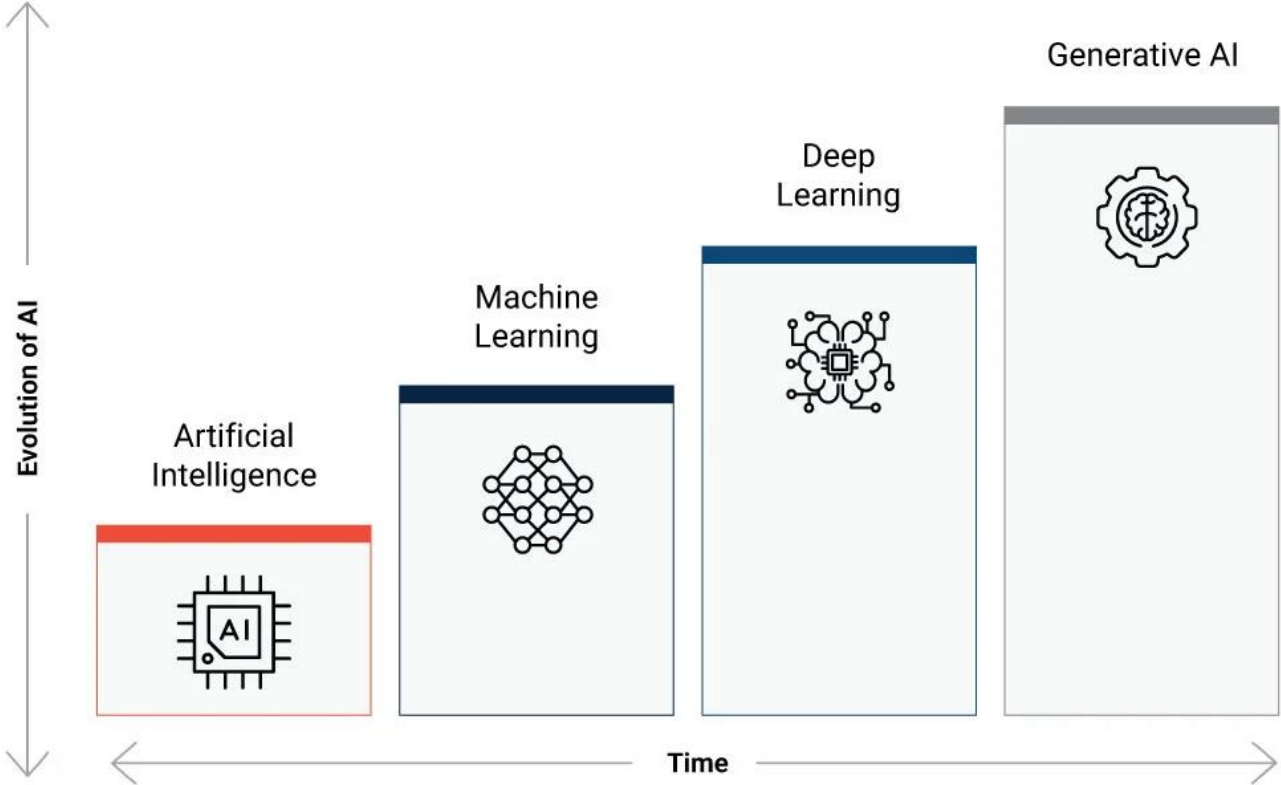 Generative AI
Deep
Learning
Machine
Learning
Artificial
Intelligence
AI
Evolution of AI
Time